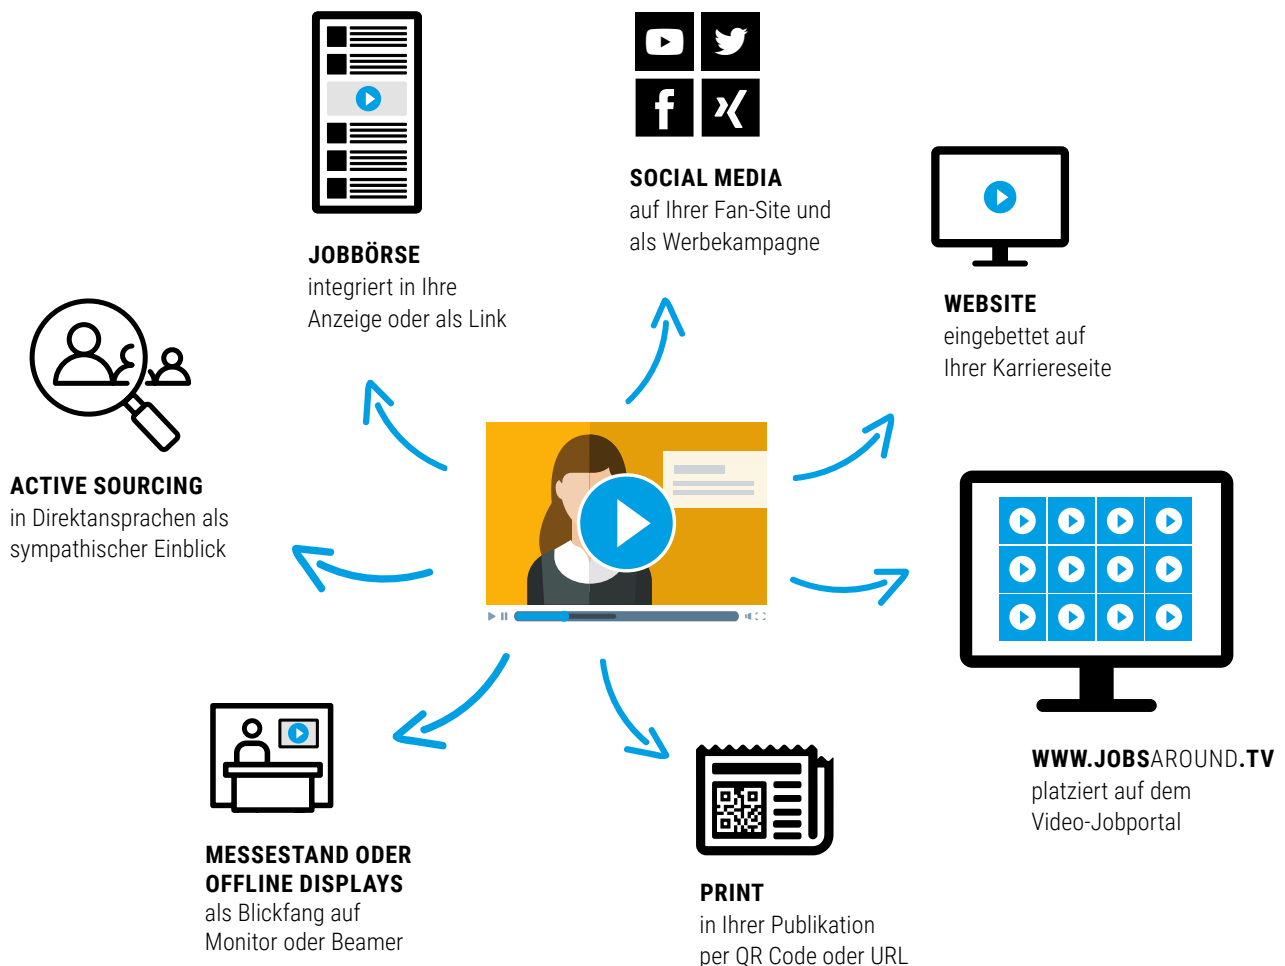 JOBBÖRSE
integriert in Ihre
Anzeige oder als Link
SOCIAL MEDIA
auf Ihrer Fan-Site und
als Werbekampagne
WEBSITE
eingebettet auf
Ihrer Karriereseite
ACTIVE SOURCING
in Direktansprachen als
sympathischer Einblick
WWW.JOBSAROUND.TV
platziert auf dem
Video-Jobportal
MESSESTAND ODER
OFFLINE DISPLAYS
als Blickfang auf
Monitor oder Beamer
PRINT
in Ihrer Publikation
per QR Code oder URL